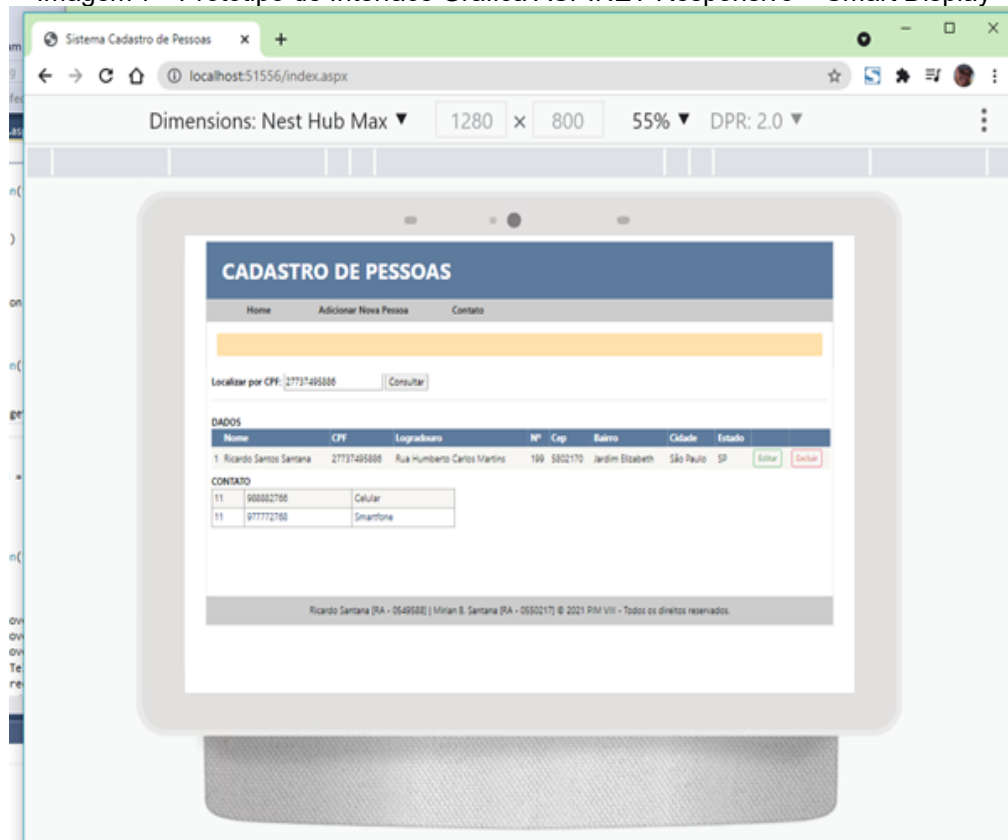 Sistema Cadastro de Pessoas
localhost:51556/index.aspx
Dimensions: Nest Hub Max ▼ 1280 × 800 55% ▼ DPR: 2.0 ▼
CADASTRO DE PESSOAS
Home Adicionar Nova Pessoa Contato
Localizar por CPF: 27737495886 Consultar
DADOS
Nome CPF Logradouro Nº Cep Bairro Cidade Estado
1 Ricardo Santos Santana 27737495886 Rua Humberto Carlos Martins 199 5802170 Jardim Elizabeth São Paulo SP Editar Excluir
CONTATO
11 988882766 Celular
11 977772768 Smartfone
Ricardo Santana [RA - 0549588] | Mirian B. Santana [RA - 0550217] © 2021 PIM VIII - Todos os direitos reservados.